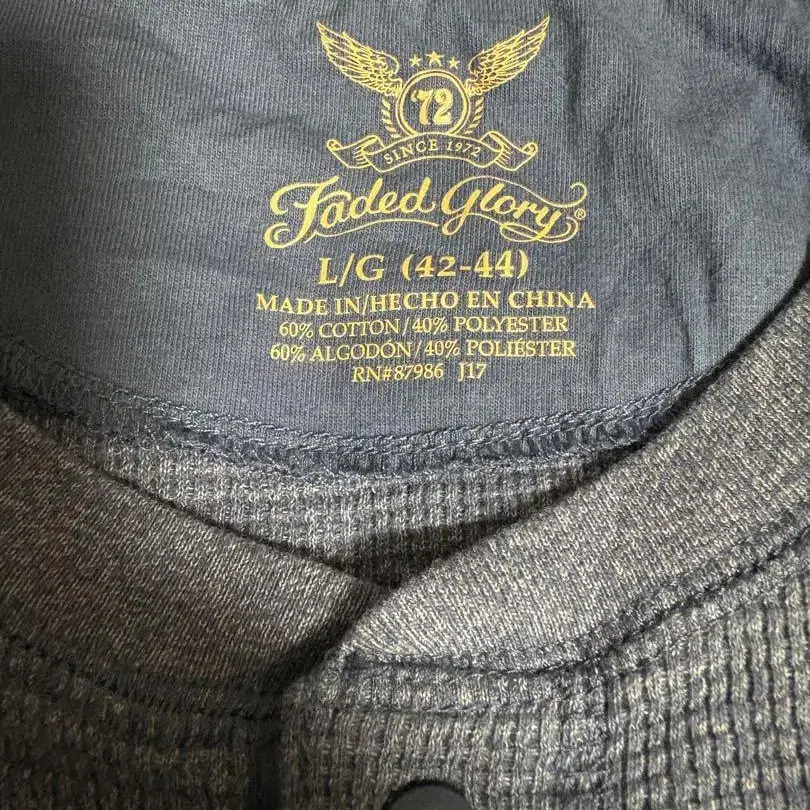 '72
SINCE 1972
Faded Glory®
L/G (42-44)
MADE IN/HECHO EN CHINA
60% COTTON/40% POLYESTER
60% ALGODÓN/40% POLIÉSTER
RN#87986 J17